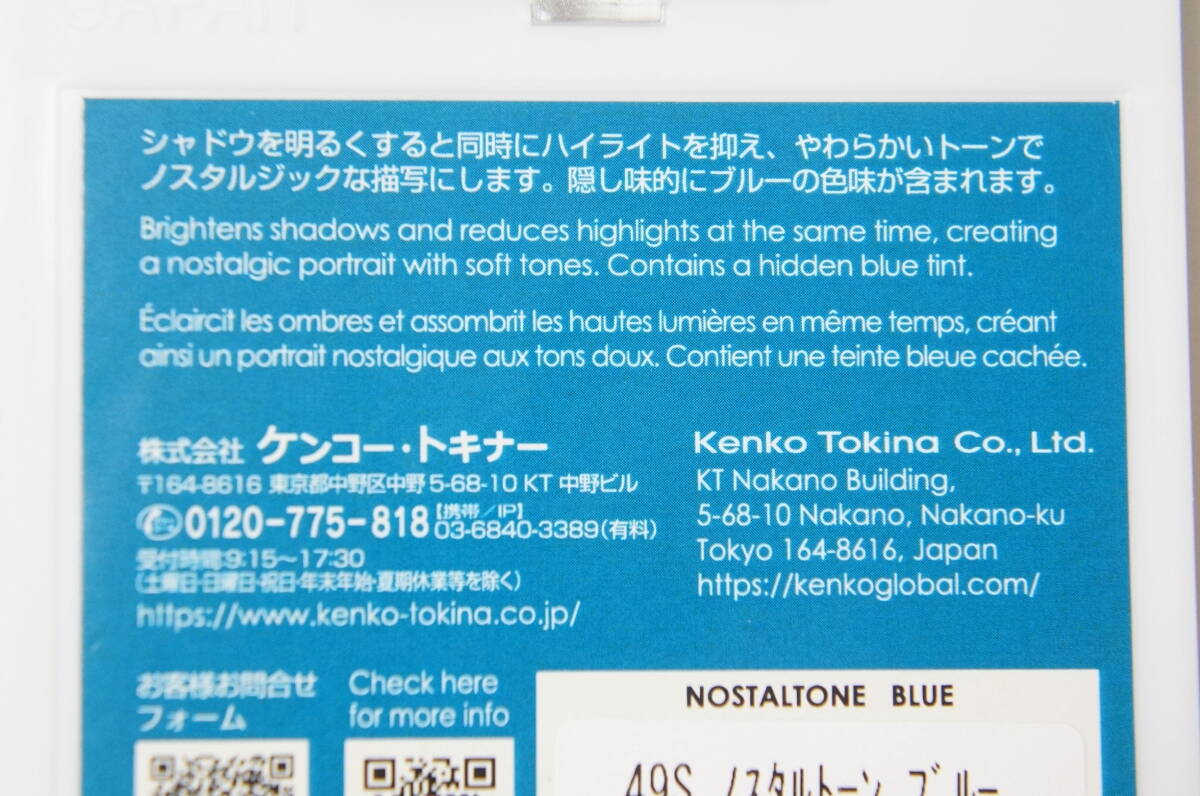 シャドウを明るくすると同時にハイライトを抑え、やわらかいトーンで
ノスタルジックな描写にします。隠し味的にブルーの色味が含まれます。
Brightens shadows and reduces highlights at the same time, creating
a nostalgic portrait with soft tones. Contains a hidden blue tint.
Éclaircit les ombres et assombrit les hautes lumières en même temps, créant
ainsi un portrait nostalgique aux tons doux. Contient une teinte bleue cachée.
株式会社 ケンコー・トキナー
〒164-8616 東京都中野区中野5-68-10 KT 中野ビル
0120-775-818【携帯/IP】03-6840-3389(有料)
受付時間:9:15～17:30
(土曜日・日曜日・祝日・年末年始・夏期休業等を除く)
https://www.kenko-tokina.co.jp/
Kenko Tokina Co., Ltd.
KT Nakano Building,
5-68-10 Nakano, Nakano-ku
Tokyo 164-8616, Japan
https://kenkoglobal.com/
お客様お問合せ
フォーム
Check here
for more info
NOSTALTONE BLUE
49S ノスタルトーン ブルー